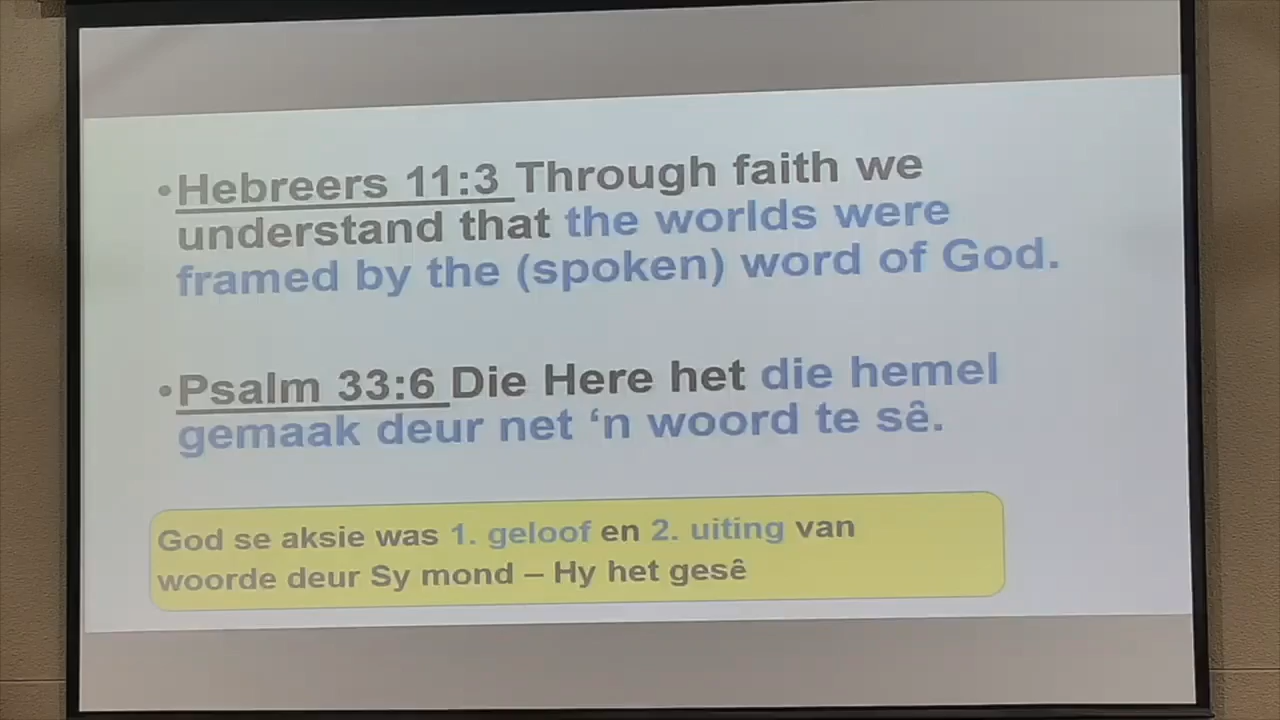 •Hebreers 11:3 Through faith we
understand that the worlds were
framed by the (spoken) word of God.
•Psalm 33:6 Die Here het die hemel
gemaak deur net ‘n woord te sê.
God se aksie was 1. geloof en 2. uiting van
woorde deur Sy mond – Hy het gesê